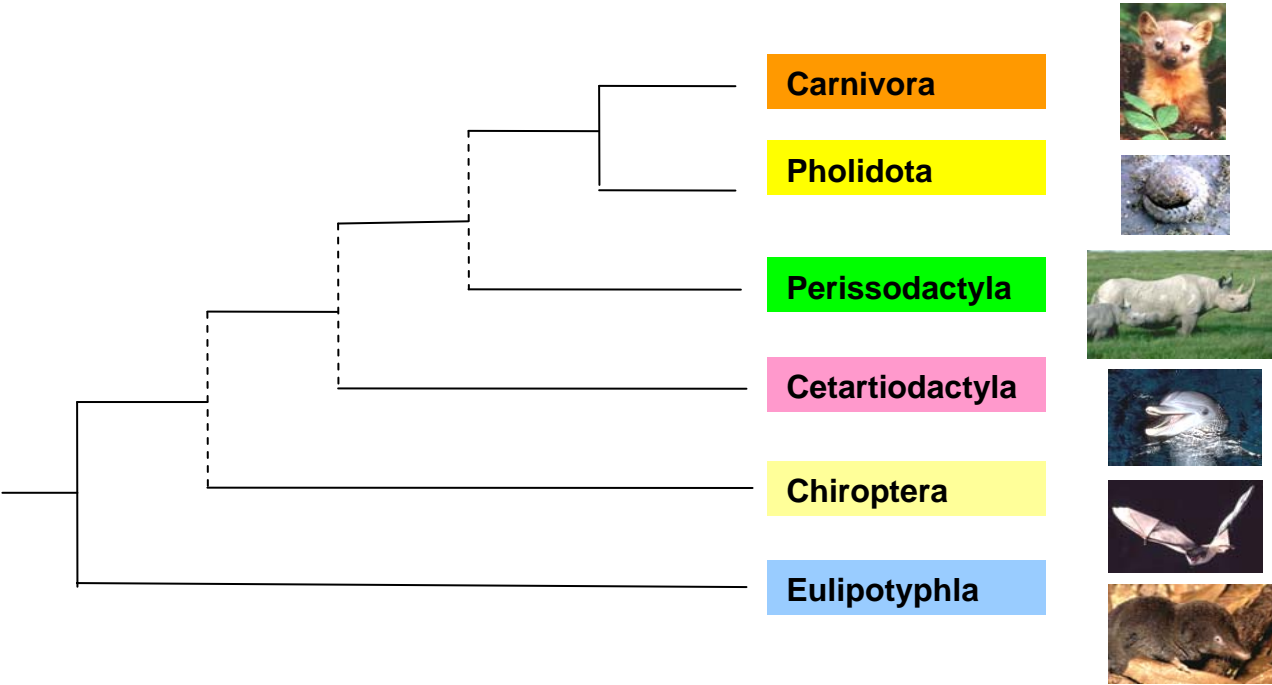 Carnivora
Pholidota
Perissodactyla
Cetartiodactyla
Chiroptera
Eulipotyphla